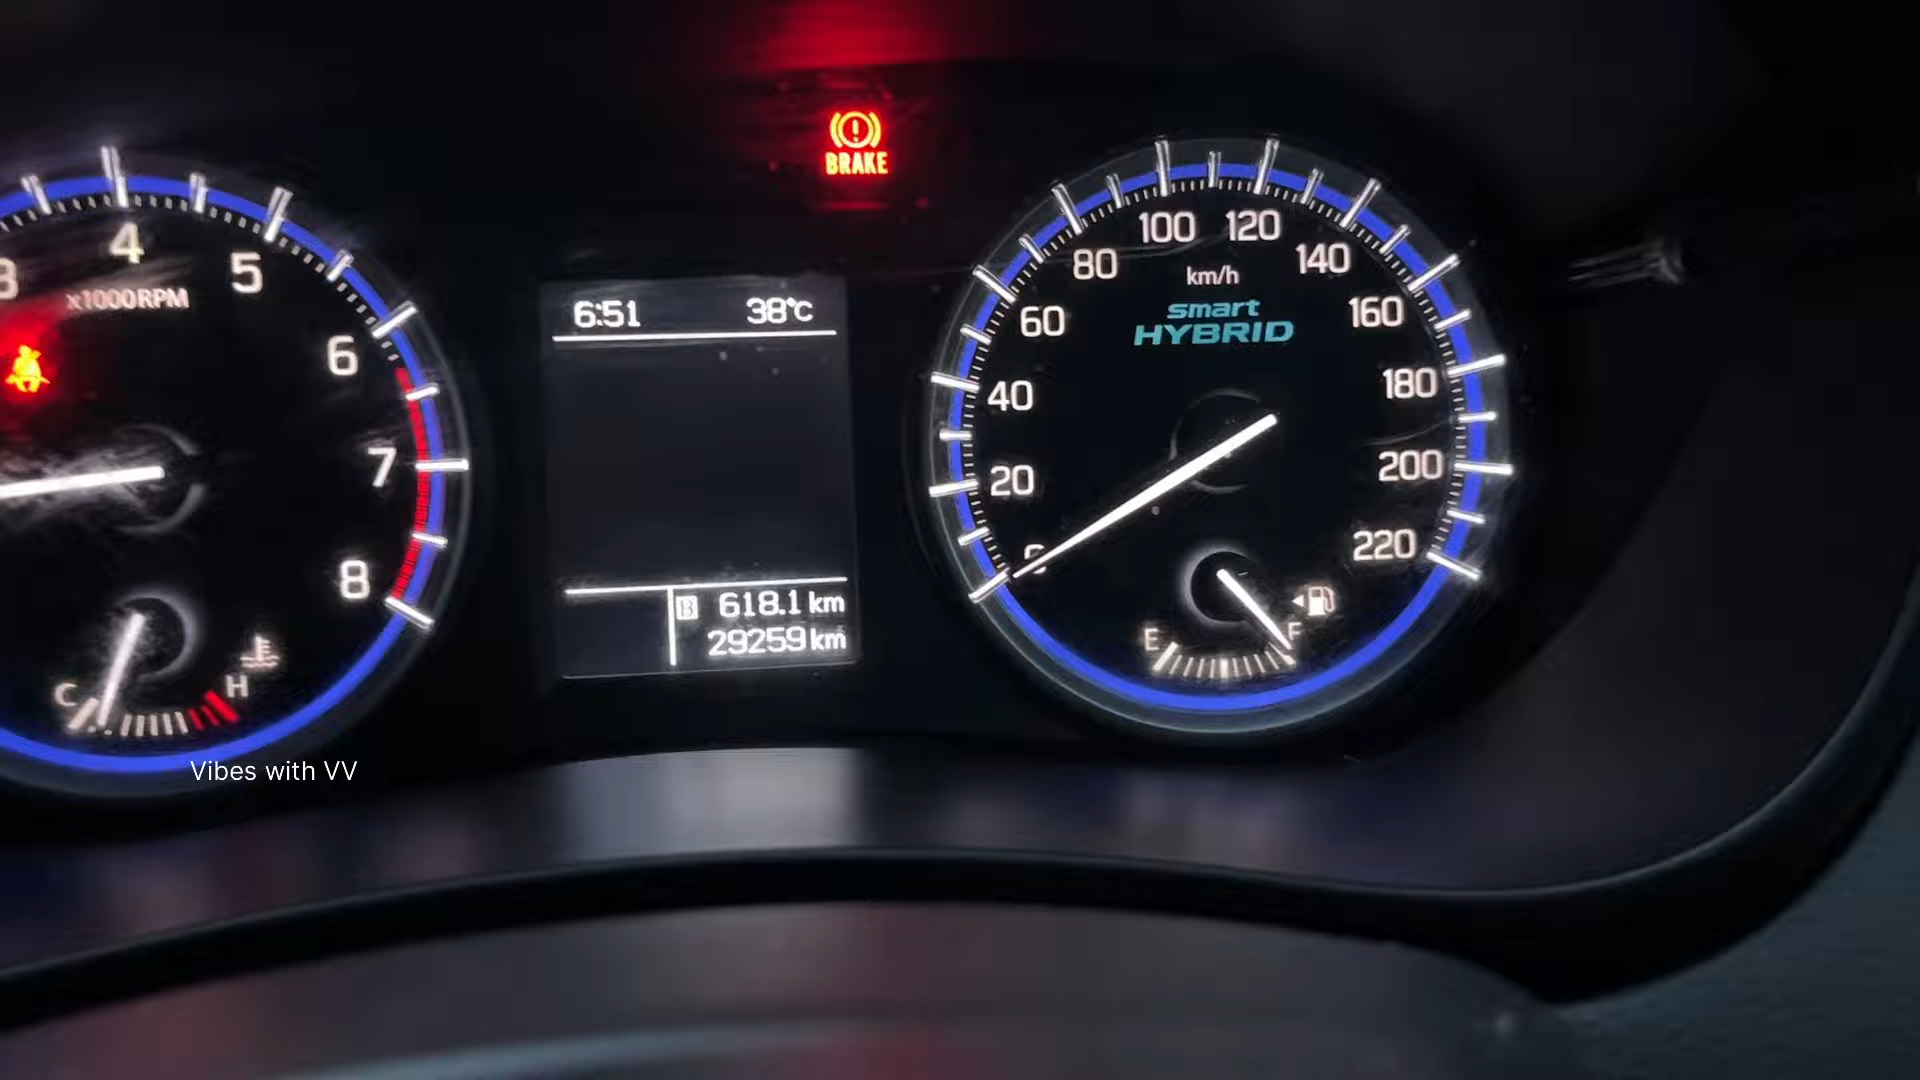 BRAKE
4
5
6
7
8
x1000RPM
C
H
6:51 38°C
B 618.1 km
29259 km
20
40
60
80
100
120
140
160
180
200
220
km/h
smart
HYBRID
E
F
Vibes with VV